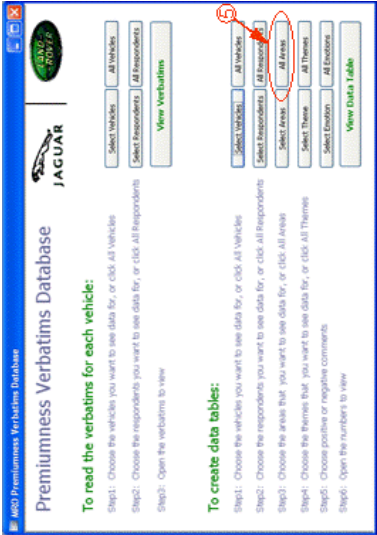 MRO Premiumness Verbatims Database
Premiumness Verbatims Database
JAGUAR
LAND
ROVER
To read the verbatims for each vehicle:
Step1: Choose the vehicles you want to see data for, or click All Vehicles
Select Vehicles
All Vehicles
Step2: Choose the respondents you want to see data for, or click All Respondents
Select Respondents
All Respondents
Step3: Open the verbatims to view
View Verbatims
To create data tables:
Step1: Choose the vehicles you want to see data for, or click All Vehicles
Select Vehicles
All Vehicles
5
Step2: Choose the respondents you want to see data for, or click All Respondents
Select Respondents
All Respondents
Step3: Choose the areas that you want to see data for, or click All Areas
Select Areas
All Areas
Step4: Choose the themes that you want to see data for, or click All Themes
Select Theme
All Themes
Step5: Choose positive or negative comments
Select Emotion
All Emotions
Step6: Open the numbers to view
View Data Table